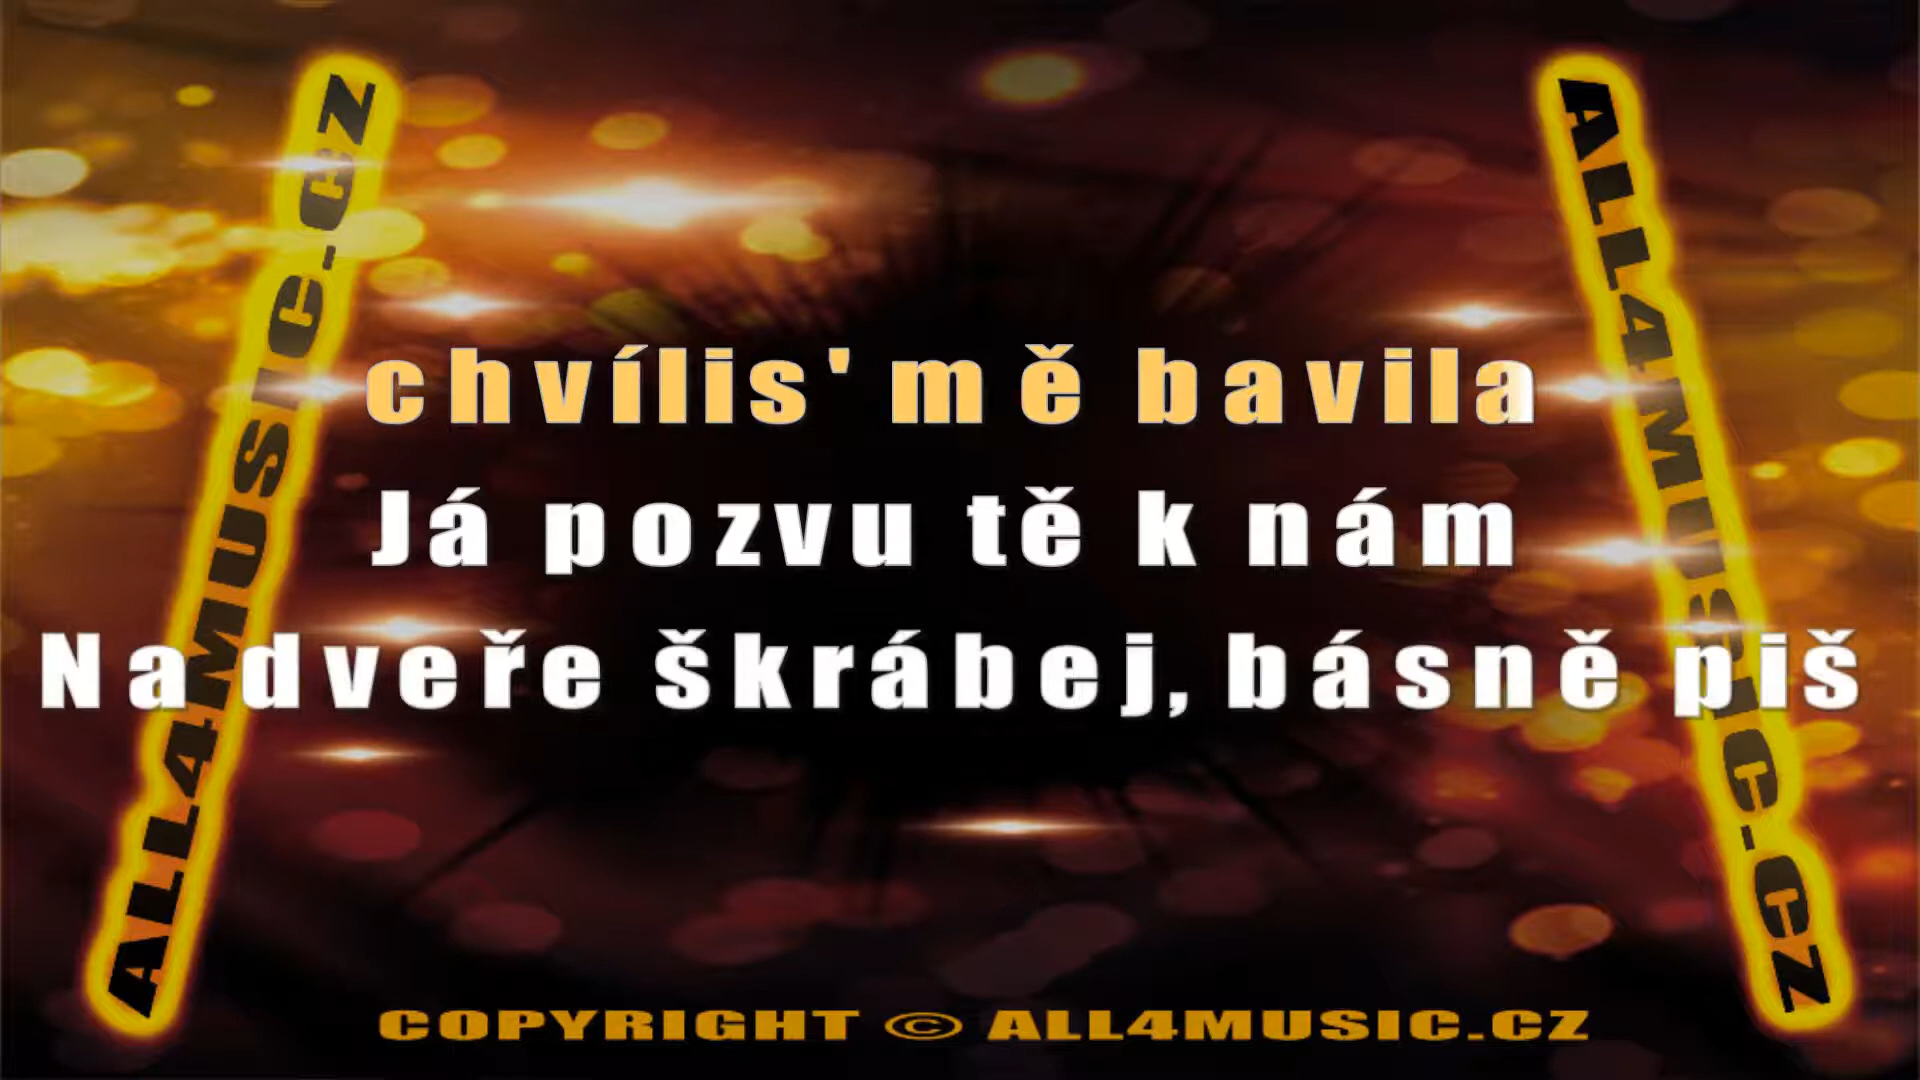 chvílis' mě bavila
Já pozvu tě k nám
Na dveře škrábej, básně piš
ALL4MUSIC.CZ
ALL4MUSIC.CZ
COPYRIGHT © ALL4MUSIC.CZ